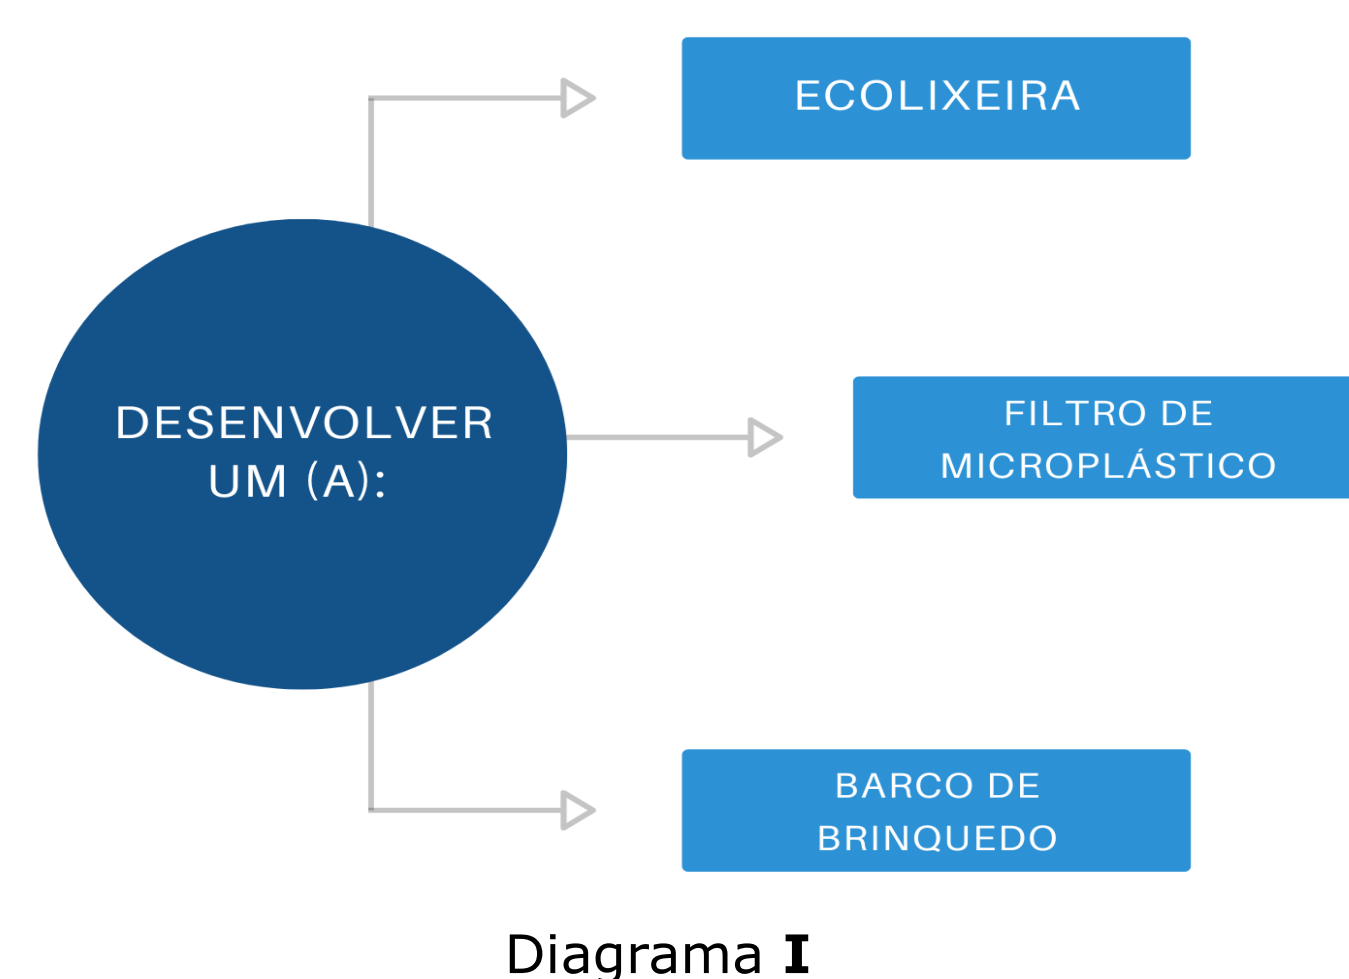 ECOLIXEIRA
DESENVOLVER
UM (A):
FILTRO DE
MICROPLÁSTICO
BARCO DE
BRINQUEDO
Diagrama I